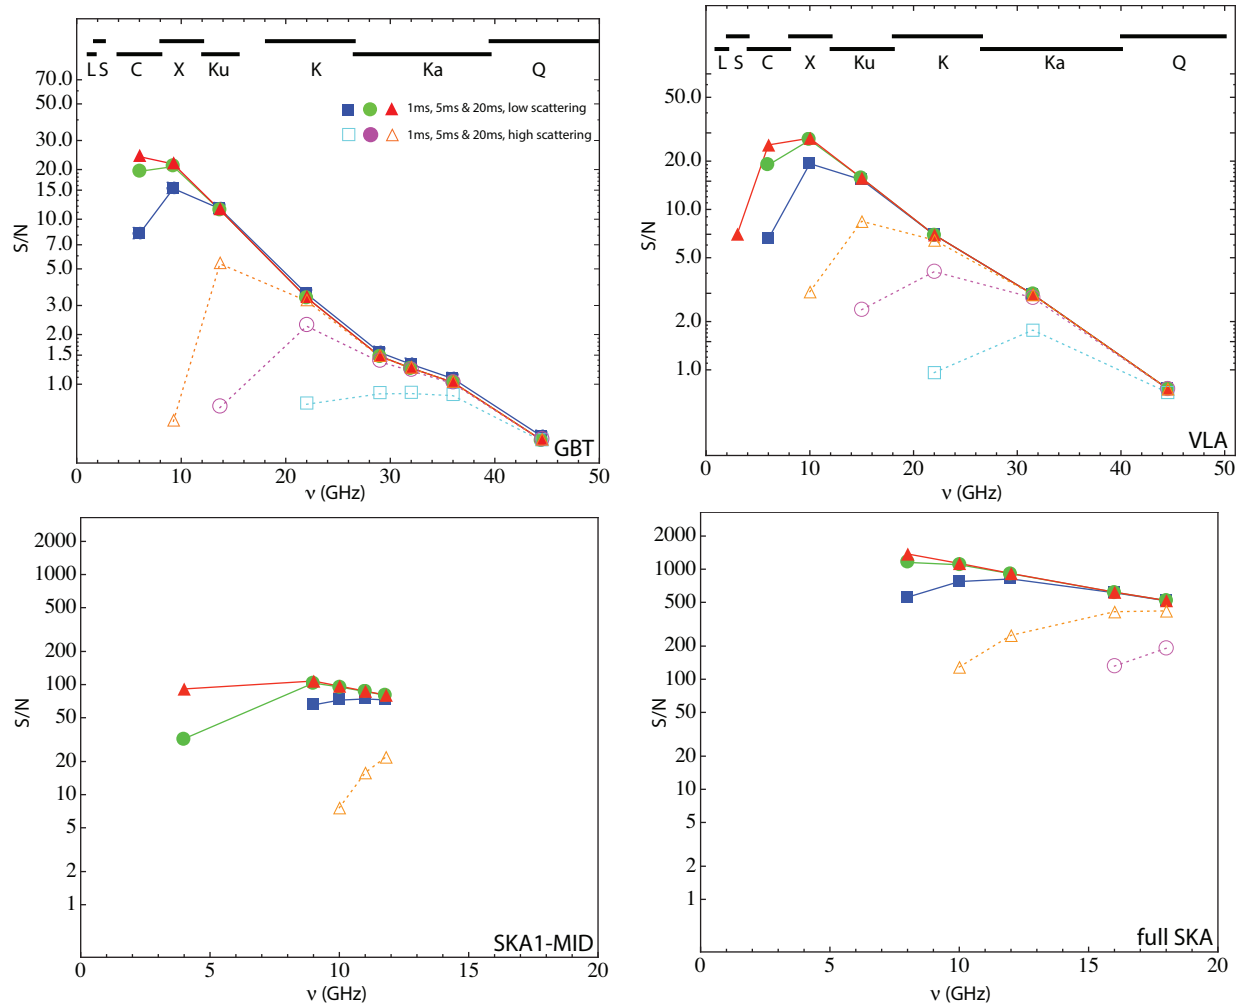 L S C X Ku K Ka Q
70.0
50.0
30.0
20.0
15.0
10.0
7.0
5.0
3.0
2.0
1.5
1.0
S/N
1ms, 5ms & 20ms, low scattering
1ms, 5ms & 20ms, high scattering
GBT
0 10 20 30 40 50
ν (GHz)
L S C X Ku K Ka Q
50.0
20.0
10.0
5.0
2.0
1.0
S/N
VLA
0 10 20 30 40 50
ν (GHz)
2000
1000
500
200
100
50
20
10
5
2
1
S/N
SKA1-MID
0 5 10 15 20
ν (GHz)
2000
1000
500
200
100
50
20
10
5
2
1
S/N
full SKA
0 5 10 15 20
ν (GHz)